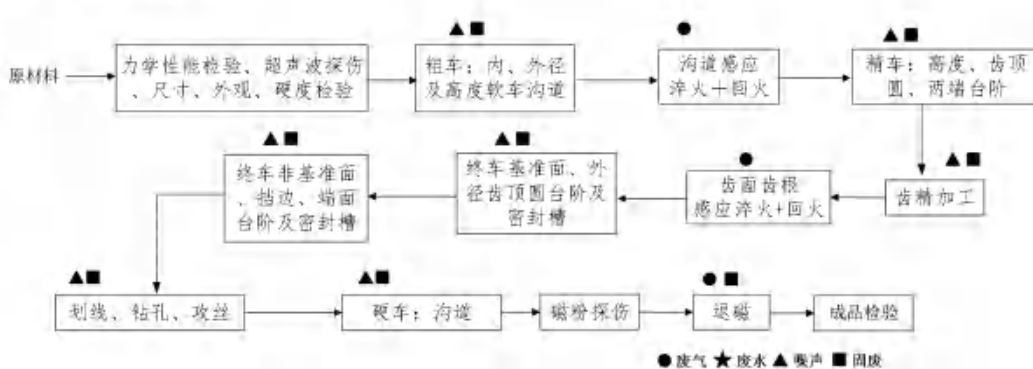 原材料
力学性能检验、超声波探伤
、尺寸、外观、硬度检验
粗车：内、外径
及高度软车沟道
沟道感应
淬火＋回火
精车：高度、齿顶
圆、两端台阶
终车非基准面
、挡边、端面
台阶及密封槽
终车基准面、外
径齿顶圆台阶及
密封槽
齿面齿根
感应淬火+回火
齿精加工
划线、钻孔、攻丝
硬车：沟道
磁粉探伤
退磁
成品检验
●废气 ★废水 ▲噪声 ■固废